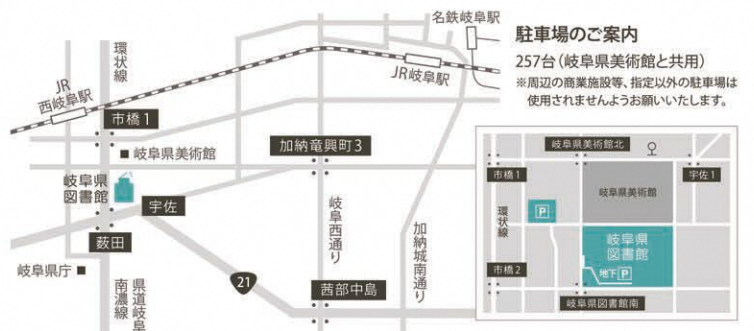 名鉄岐阜駅
環状線
JR
西岐阜駅
JR岐阜駅
市橋1
岐阜県美術館
加納竜興町3
岐阜県
図書館
宇佐
薮田
岐阜県庁
県道岐阜
南濃線
21
岐阜西通り
加納城南通り
茜部中島
駐車場のご案内
257台（岐阜県美術館と共用）
※周辺の商業施設等、指定以外の駐車場は
使用されませんようお願いいたします。
岐阜県美術館北
市橋1
宇佐1
岐阜県美術館
P
環状線
岐阜県
図書館
地下P
市橋2
岐阜県図書館南